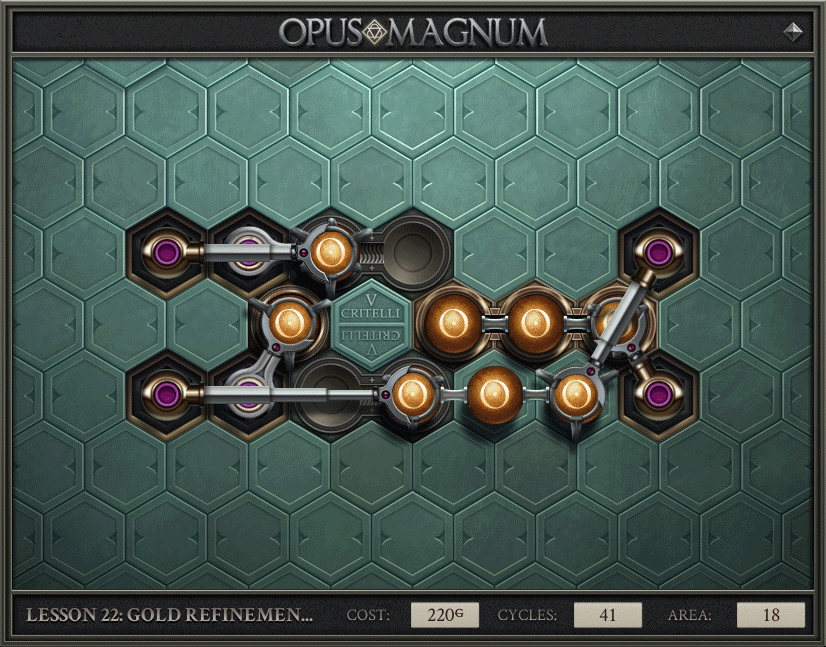 OPUS MAGNUM
V
CRITELLI
CRITELLI
V
LESSON 22: GOLD REFINEMEN...
COST: 220G
CYCLES: 41
AREA: 18